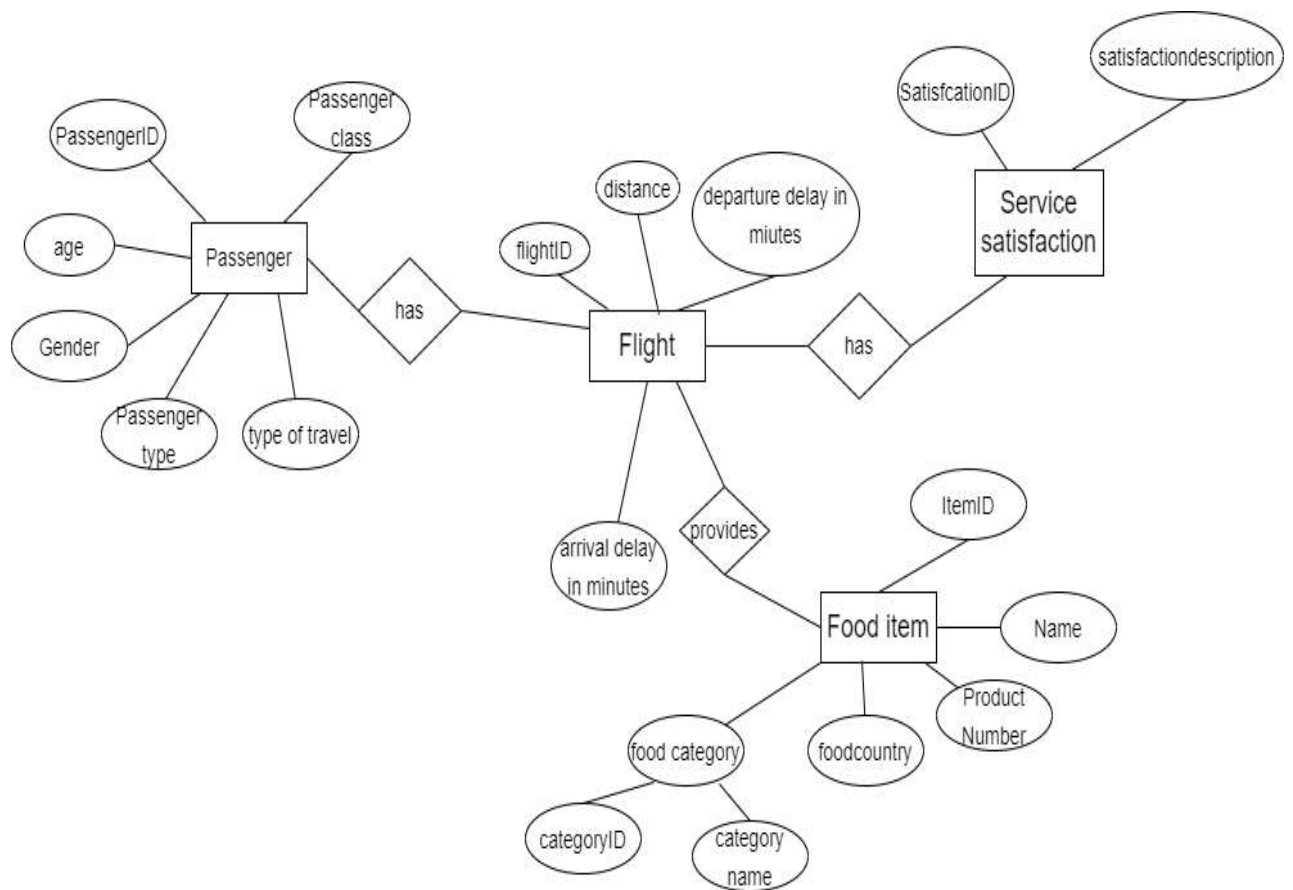 satisfactiondescription
SatisfcationID
Passenger
class
PassengerID
distance
departure delay in
miutes
Service
satisfaction
age
Passenger
flightID
has
Flight
has
Gender
Passenger
type
type of travel
ItemID
provides
arrival delay
in minutes
Food item
Name
Product
Number
food category
foodcountry
categoryID
category
name